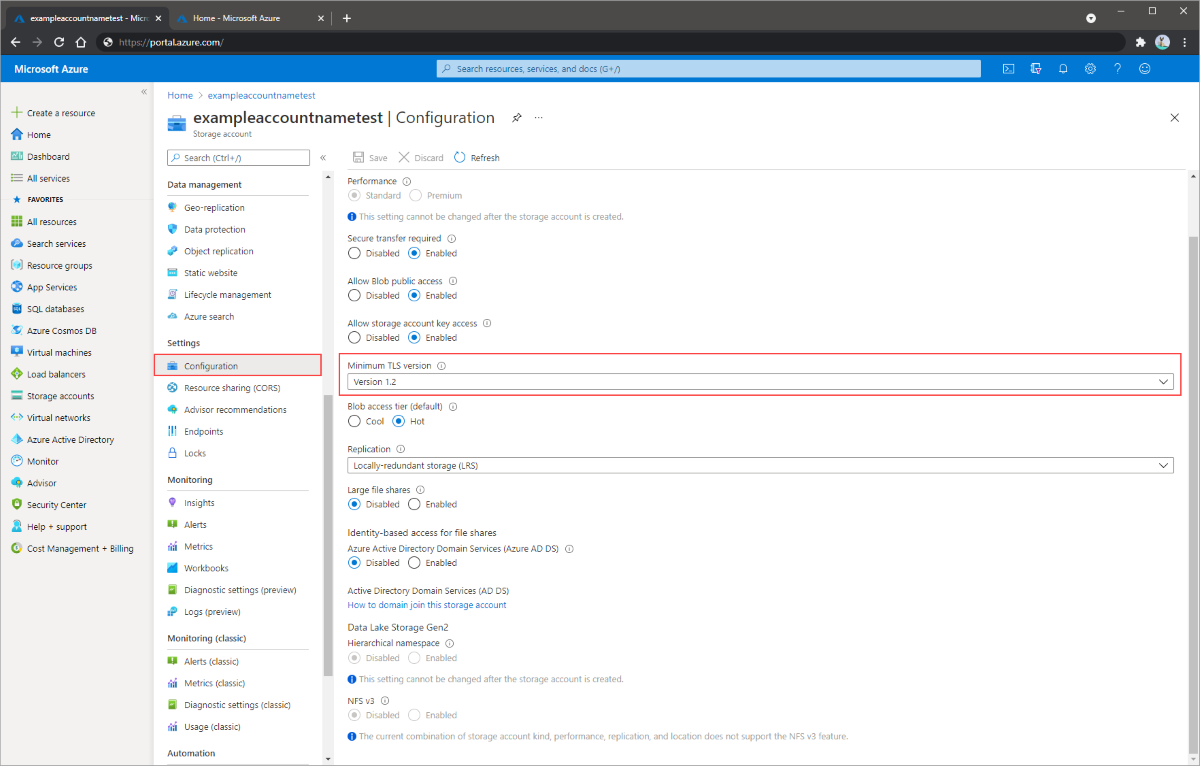 exampleaccountnametest - Micr
Home - Microsoft Azure
https://portal.azure.com/
Microsoft Azure
Search resources, services, and docs (G+/)
Create a resource
Home
Dashboard
All services
FAVORITES
All resources
Search services
Resource groups
App Services
SQL databases
Azure Cosmos DB
Virtual machines
Load balancers
Storage accounts
Virtual networks
Azure Active Directory
Monitor
Advisor
Security Center
Help + support
Cost Management + Billing
Home > exampleaccountnametest
exampleaccountnametest | Configuration
Storage account
Search (Ctrl+/)
Data management
Geo-replication
Data protection
Object replication
Static website
Lifecycle management
Azure search
Settings
Configuration
Resource sharing (CORS)
Advisor recommendations
Endpoints
Locks
Monitoring
Insights
Alerts
Metrics
Workbooks
Diagnostic settings (preview)
Logs (preview)
Monitoring (classic)
Alerts (classic)
Metrics (classic)
Diagnostic settings (classic)
Usage (classic)
Automation
Save Discard Refresh
Performance
Standard Premium
This setting cannot be changed after the storage account is created.
Secure transfer required
Disabled Enabled
Allow Blob public access
Disabled Enabled
Allow storage account key access
Disabled Enabled
Minimum TLS version
Version 1.2
Blob access tier (default)
Cool Hot
Replication
Locally-redundant storage (LRS)
Large file shares
Disabled Enabled
Identity-based access for file shares
Azure Active Directory Domain Services (Azure AD DS)
Disabled Enabled
Active Directory Domain Services (AD DS)
How to domain join this storage account
Data Lake Storage Gen2
Hierarchical namespace
Disabled Enabled
This setting cannot be changed after the storage account is created.
NFS v3
Disabled Enabled
The current combination of storage account kind, performance, replication, and location does not support the NFS v3 feature.